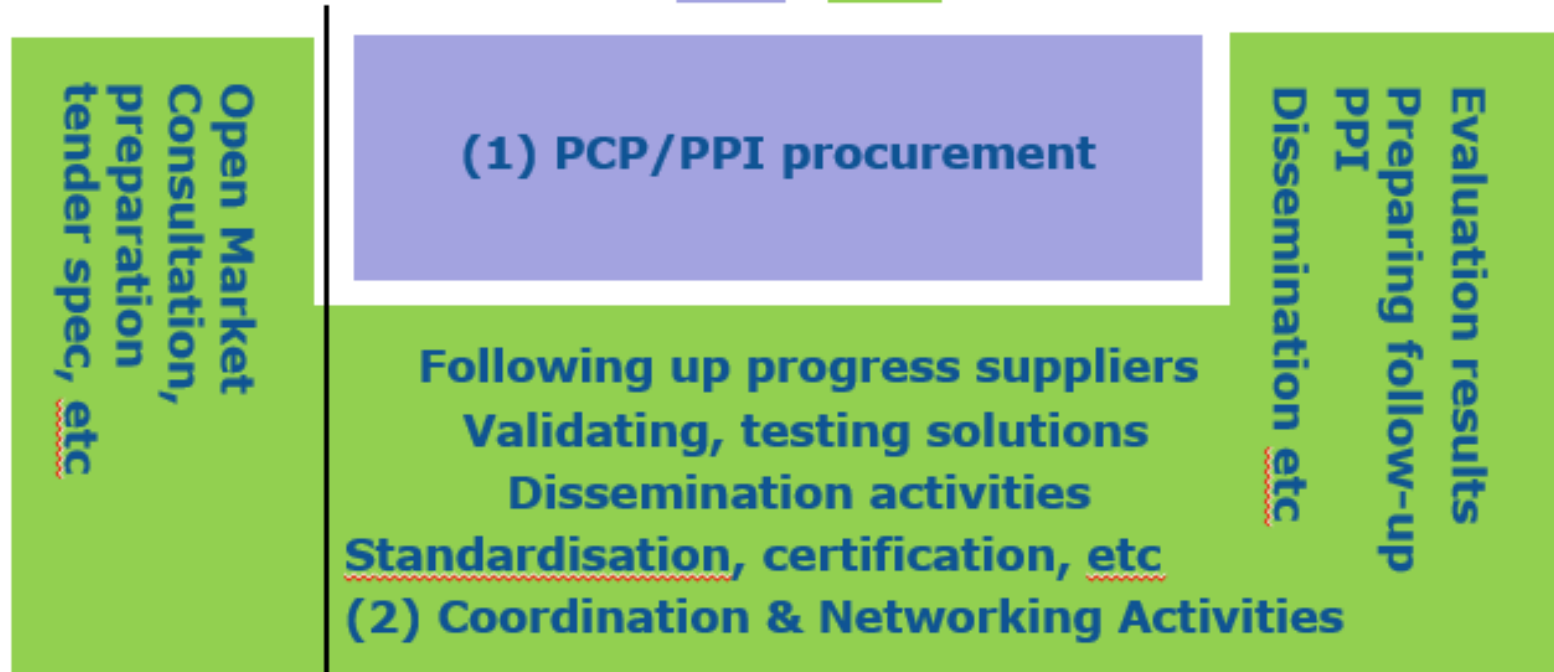 Open Market
Consultation,
preparation
tender spec, etc
(1) PCP/PPI procurement
Following up progress suppliers
Validating, testing solutions
Dissemination activities
Standardisation, certification, etc
(2) Coordination & Networking Activities
Evaluation results
Preparing follow-up
PPI
Dissemination etc